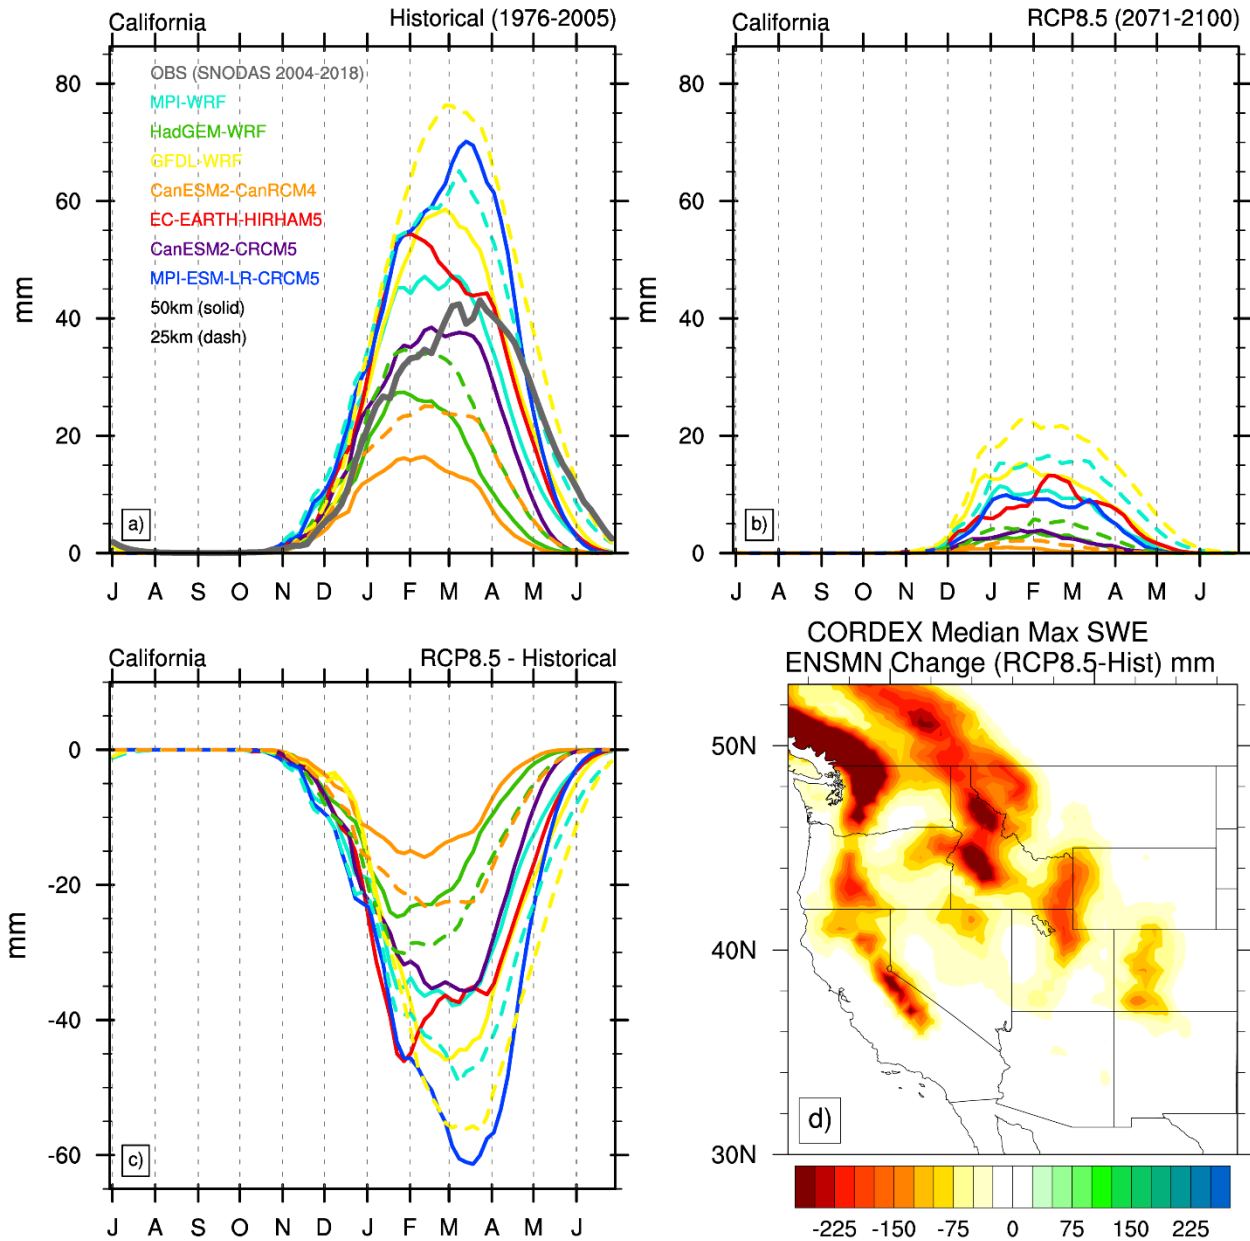 California Historical (1976-2005)
80
60
40
20
0
mm
OBS (SNODAS 2004-2018)
MPI-WRF
HadGEM-WRF
GFDL-WRF
CanESM2-CanRCM4
EC-EARTH-HIRHAM5
CanESM2-CRCM5
MPI-ESM-LR-CRCM5
50km (solid)
25km (dash)
a)
J A S O N D J F M A M J
California RCP8.5 (2071-2100)
80
60
40
20
0
mm
b)
J A S O N D J F M A M J
California RCP8.5 - Historical
0
-20
-40
-60
mm
c)
J A S O N D J F M A M J
CORDEX Median Max SWE
ENSMN Change (RCP8.5-Hist) mm
50N
40N
30N
d)
-225 -150 -75 0 75 150 225